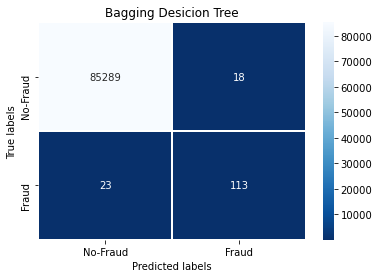 Bagging Desicion Tree
True labels
No-Fraud
Fraud
85289
18
23
113
No-Fraud
Fraud
Predicted labels
80000
70000
60000
50000
40000
30000
20000
10000